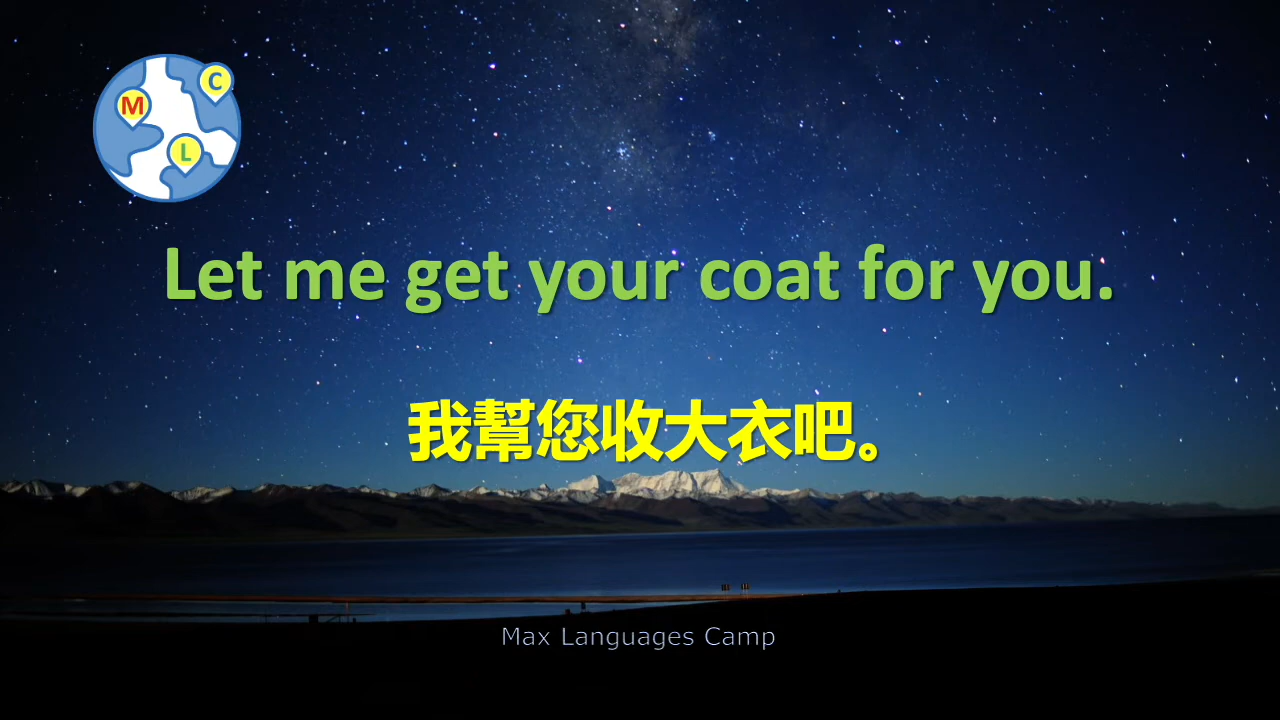 M
C
L
Let me get your coat for you.
我幫您收大衣吧。
Max Languages Camp